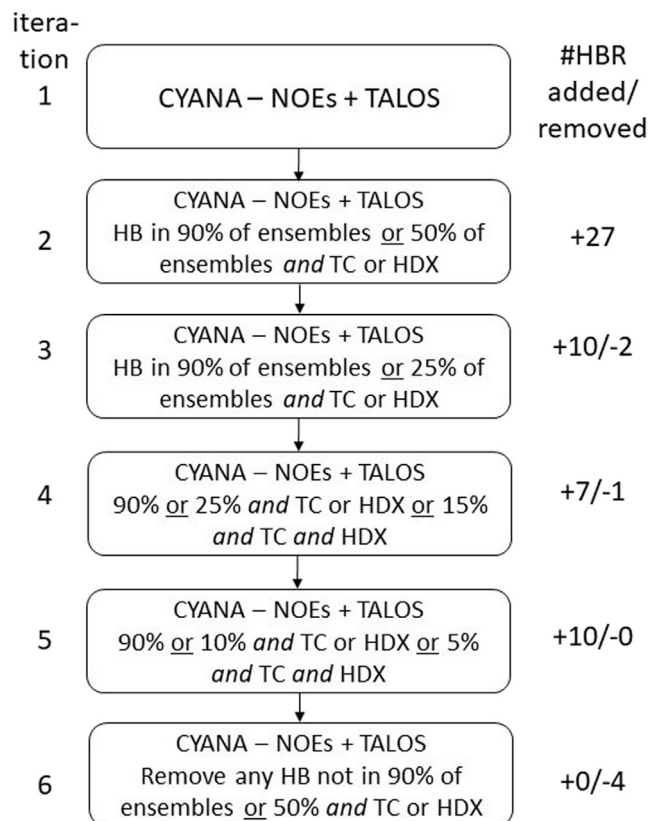 itera-
tion
#HBR
added/
removed
1
CYANA – NOEs + TALOS
2
CYANA – NOEs + TALOS
HB in 90% of ensembles or 50% of
ensembles and TC or HDX
+27
3
CYANA – NOEs + TALOS
HB in 90% of ensembles or 25% of
ensembles and TC or HDX
+10/-2
4
CYANA – NOEs + TALOS
90% or 25% and TC or HDX or 15%
and TC and HDX
+7/-1
5
CYANA – NOEs + TALOS
90% or 10% and TC or HDX or 5%
and TC and HDX
+10/-0
6
CYANA – NOEs + TALOS
Remove any HB not in 90% of
ensembles or 50% and TC or HDX
+0/-4